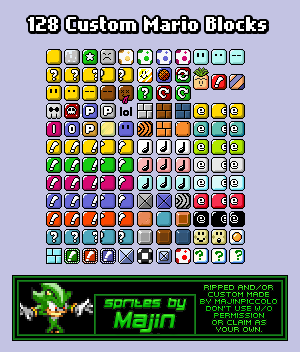 128 Custom Mario Blocks
lol
sprites by
Majin
RIPPED AND/OR
CUSTOM MADE
BY MAJINPICCOLO
DON'T USE W/O
PERMISSION
OR CLAIM AS
YOUR OWN.